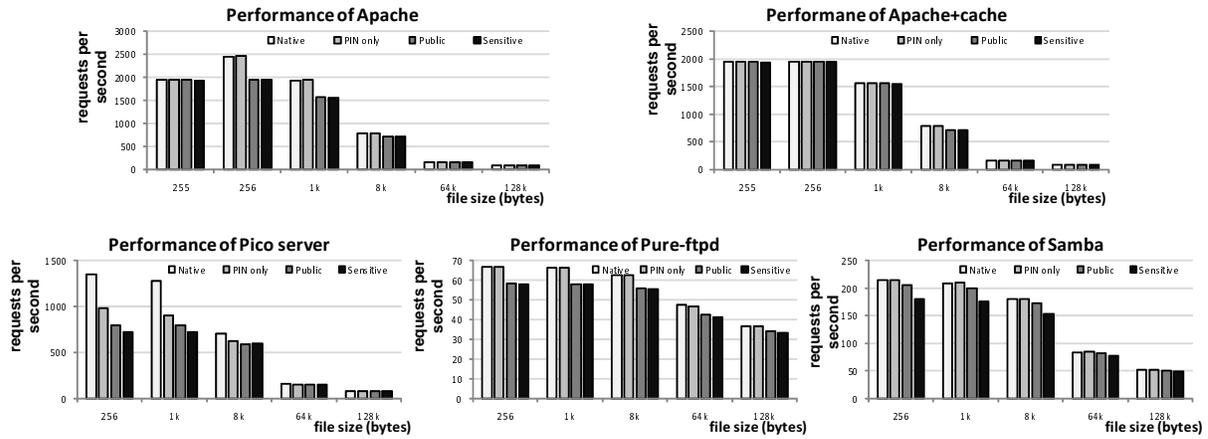 Performance of Apache
3000
2500
2000
1500
1000
500
0
requests per
second
Native PIN only Public Sensitive
255 256 1k 8k 64k 128k
file size (bytes)
Performane of Apache+cache
2500
2000
1500
1000
500
0
requests per
second
Native PIN only Public Sensitive
255 256 1k 8k 64k 128k
file size (bytes)
Performance of Pico server
1500
1000
500
0
requests per
second
Native PIN only Public Sensitive
256 1k 8k 64k 128k
file size (bytes)
Performance of Pure-ftpd
70
60
50
40
30
20
10
0
requests per
second
Native PIN only Public Sensitive
256 1k 8k 64k 128k
file size (bytes)
Performance of Samba
250
200
150
100
50
0
requests per
second
Native PIN only Public Sensitive
256 1k 8k 64k 128k
file size (bytes)